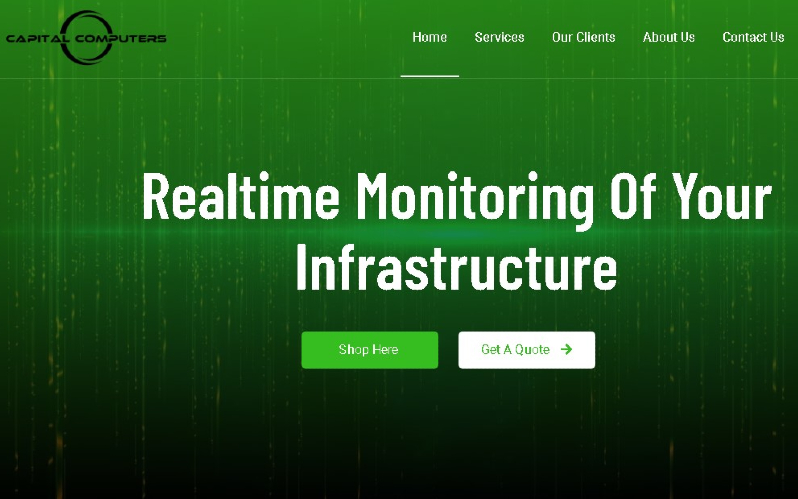 CAPITAL COMPUTERS
Home Services Our Clients About Us Contact Us
Realtime Monitoring Of Your
Infrastructure
Shop Here Get A Quote